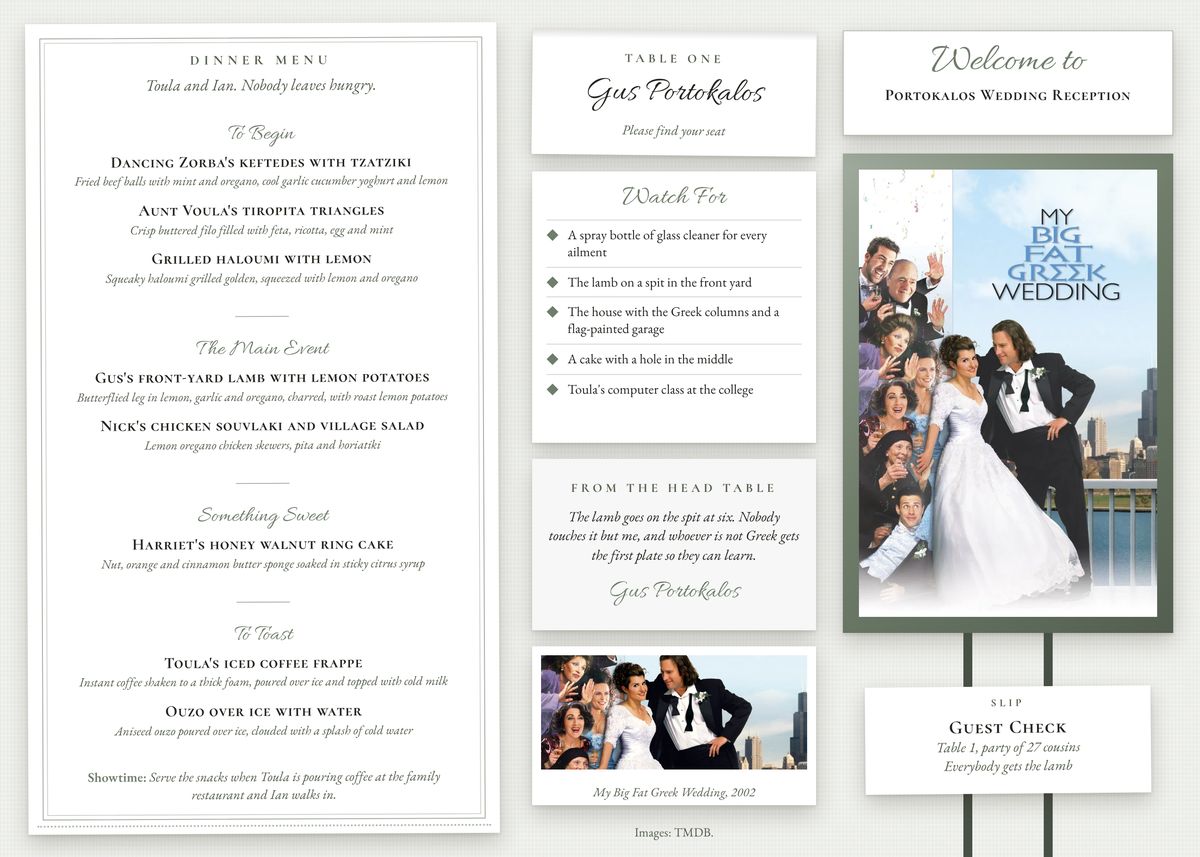 DINNER MENU
Toula and Ian. Nobody leaves hungry.
To Begin
Dancing Zorba's keftedes with tzatziki
Fried beef balls with mint and oregano, cool garlic cucumber yoghurt and lemon
Aunt Voula's tiropita triangles
Crisp buttered filo filled with feta, ricotta, egg and mint
Grilled haloumi with lemon
Squeaky haloumi grilled golden, squeezed with lemon and oregano
The Main Event
Gus's front-yard lamb with lemon potatoes
Butterflied leg in lemon, garlic and oregano, charred, with roast lemon potatoes
Nick's chicken souvlaki and village salad
Lemon oregano chicken skewers, pita and horiatiki
Something Sweet
Harriet's honey walnut ring cake
Nut, orange and cinnamon butter sponge soaked in sticky citrus syrup
To Toast
Toula's iced coffee frappe
Instant coffee shaken to a thick foam, poured over ice and topped with cold milk
Ouzo over ice with water
Aniseed ouzo poured over ice, clouded with a splash of cold water
Showtime: Serve the snacks when Toula is pouring coffee at the family
restaurant and Ian walks in.
TABLE ONE
Gus Portokalos
Please find your seat
Watch For
A spray bottle of glass cleaner for every
ailment
The lamb on a spit in the front yard
The house with the Greek columns and a
flag-painted garage
A cake with a hole in the middle
Toula's computer class at the college
FROM THE HEAD TABLE
The lamb goes on the spit at six. Nobody
touches it but me, and whoever is not Greek gets
the first plate so they can learn.
Gus Portokalos
My Big Fat Greek Wedding, 2002
Images: TMDB.
Welcome to
Portokalos Wedding Reception
MY
BIG
FAT
GREEK
WEDDING
SLIP
Guest Check
Table 1, party of 27 cousins
Everybody gets the lamb